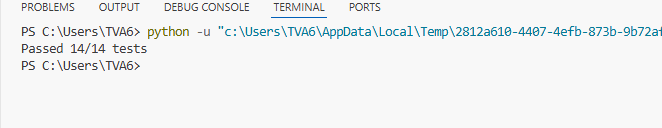 PROBLEMS OUTPUT DEBUG CONSOLE TERMINAL PORTS
PS C:\Users\TVA6> python -u "c:\Users\TVA6\AppData\Local\Temp\2812a610-4407-4efb-873b-9b72af
Passed 14/14 tests
PS C:\Users\TVA6>